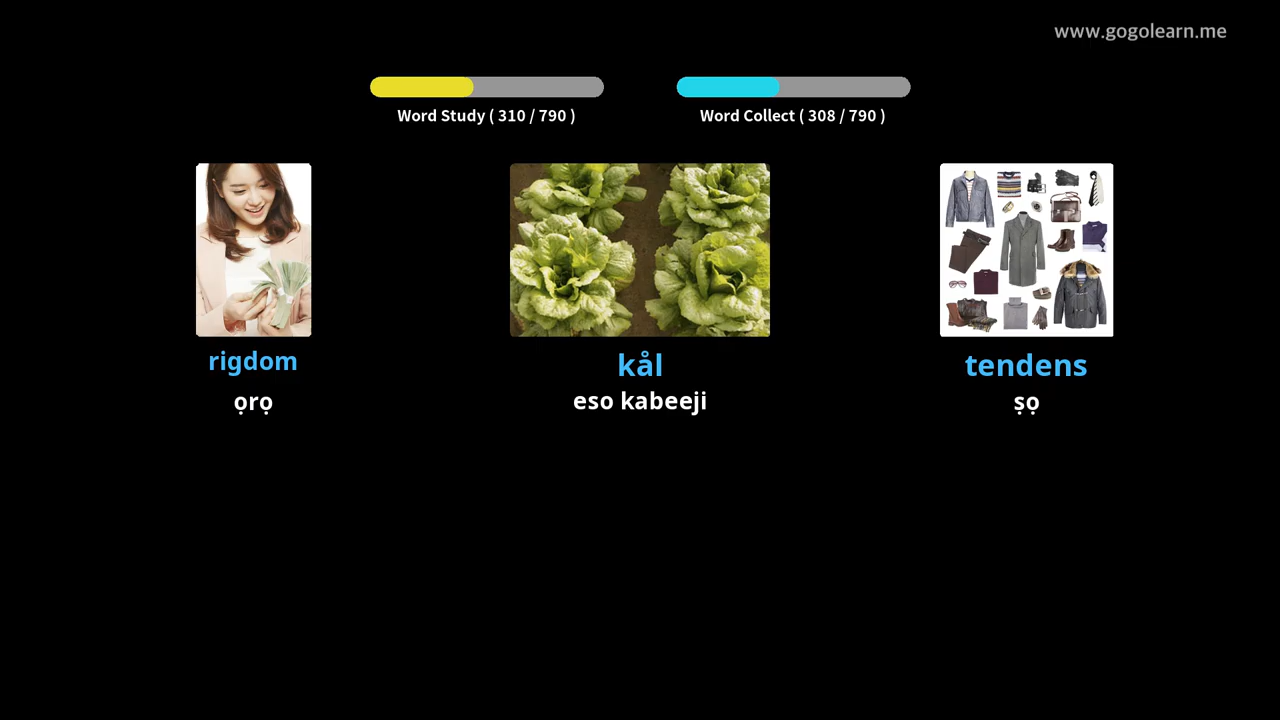 www.gogolearn.me
Word Study ( 310 / 790 )
Word Collect ( 308 / 790 )
rigdom
kål
tendens
ọrọ
eso kabeeji
ṣọ